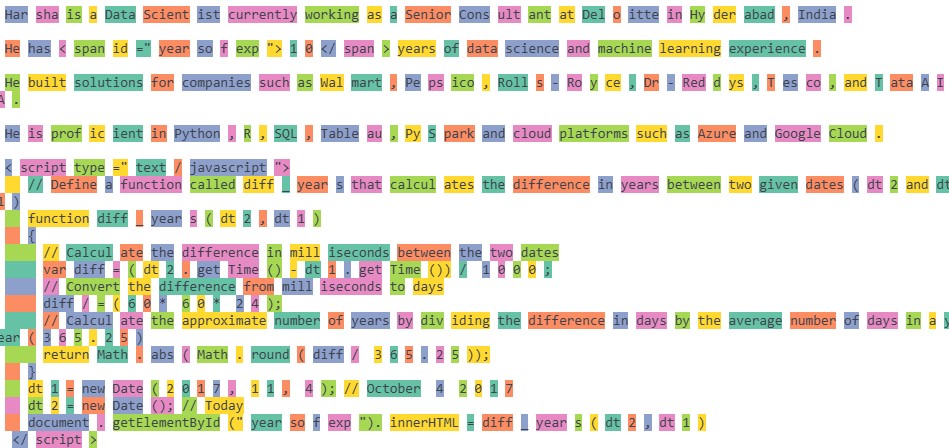 Har sha is a Data Scient ist currently working as a Senior Cons ult ant at Del o itte in Hy der abad , India .
He has < span id =" year so f exp "> 1 0 </ span > years of data science and machine learning experience .
He built solutions for companies such as Wal mart , Pe ps ico , Roll s - Ro y ce , Dr - Red d ys , T es co , and T ata A I
A .
He is prof ic ient in Python , R , SQL , Table au , Py S park and cloud platforms such as Azure and Google Cloud .
< script type =" text / javascript ">
// Define a function called diff _ year s that calcul ates the difference in years between two given dates ( dt 2 and dt
1 )
function diff _ year s ( dt 2 , dt 1 )
{
// Calcul ate the difference in mill iseconds between the two dates
var diff = ( dt 2 . get Time () - dt 1 . get Time ()) / 1 0 0 0 ;
// Convert the difference from mill iseconds to days
diff / = ( 6 0 * 6 0 * 2 4 );
// Calcul ate the approximate number of years by div iding the difference in days by the average number of days in a y
ear ( 3 6 5 . 2 5 )
return Math . abs ( Math . round ( diff / 3 6 5 . 2 5 ));
}
dt 1 = new Date ( 2 0 1 7 , 1 1 , 4 ); // October 4 2 0 1 7
dt 2 = new Date (); // Today
document . getElementById (" year so f exp "). innerHTML = diff _ year s ( dt 2 , dt 1 )
</ script >